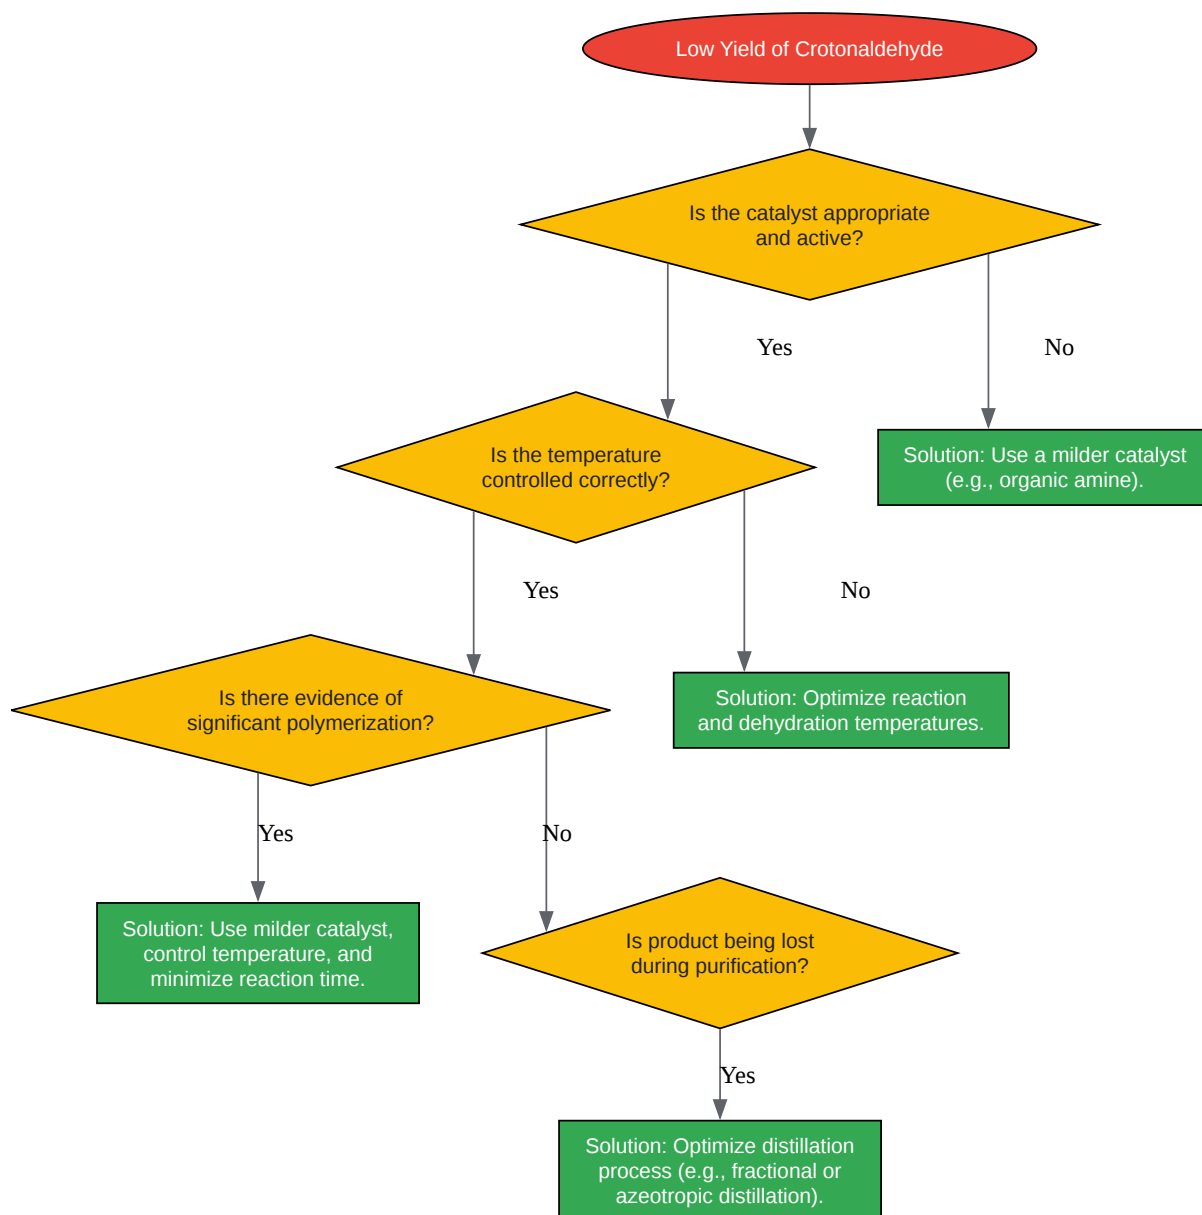 Low Yield of Crotonaldehyde
Is the catalyst appropriate
and active?
Yes
No
Is the temperature
controlled correctly?
Solution: Use a milder catalyst
(e.g., organic amine).
Yes
No
Is there evidence of
significant polymerization?
Solution: Optimize reaction
and dehydration temperatures.
Yes
No
Solution: Use milder catalyst,
control temperature, and
minimize reaction time.
Is product being lost
during purification?
Yes
Solution: Optimize distillation
process (e.g., fractional or
azeotropic distillation).